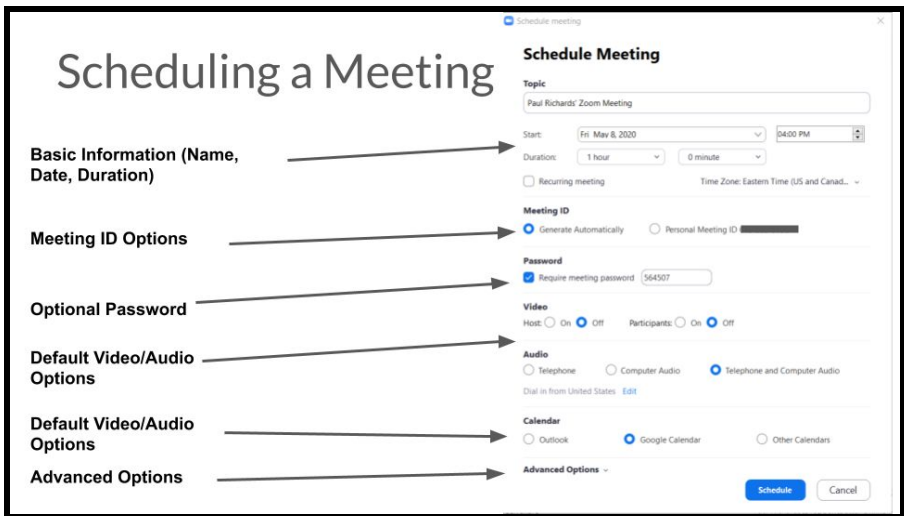 Scheduling a Meeting
Basic Information (Name,
Date, Duration)
Meeting ID Options
Optional Password
Default Video/Audio
Options
Default Video/Audio
Options
Advanced Options
Schedule meeting
Schedule Meeting
Topic
Paul Richards' Zoom Meeting
Start: Fri May 8, 2020 04:00 PM
Duration: 1 hour 0 minute
Recurring meeting Time Zone: Eastern Time (US and Canad...
Meeting ID
Generate Automatically Personal Meeting ID
Password
Require meeting password 564507
Video
Host: On Off Participants: On Off
Audio
Telephone Computer Audio Telephone and Computer Audio
Dial in from United States Edit
Calendar
Outlook Google Calendar Other Calendars
Advanced Options
Schedule Cancel